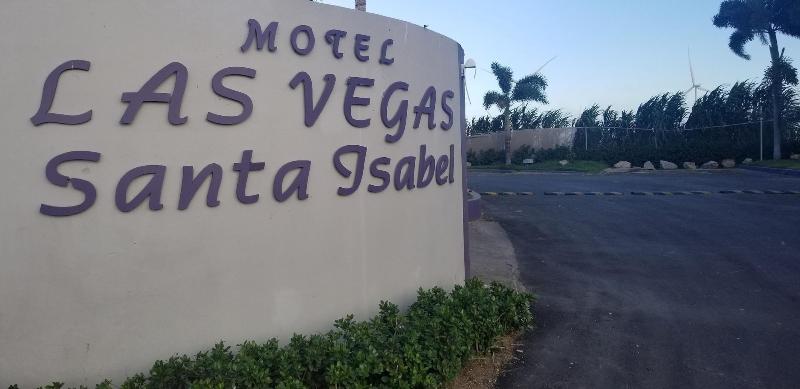 MOTEL
LAS VEGAS
Santa Isabel